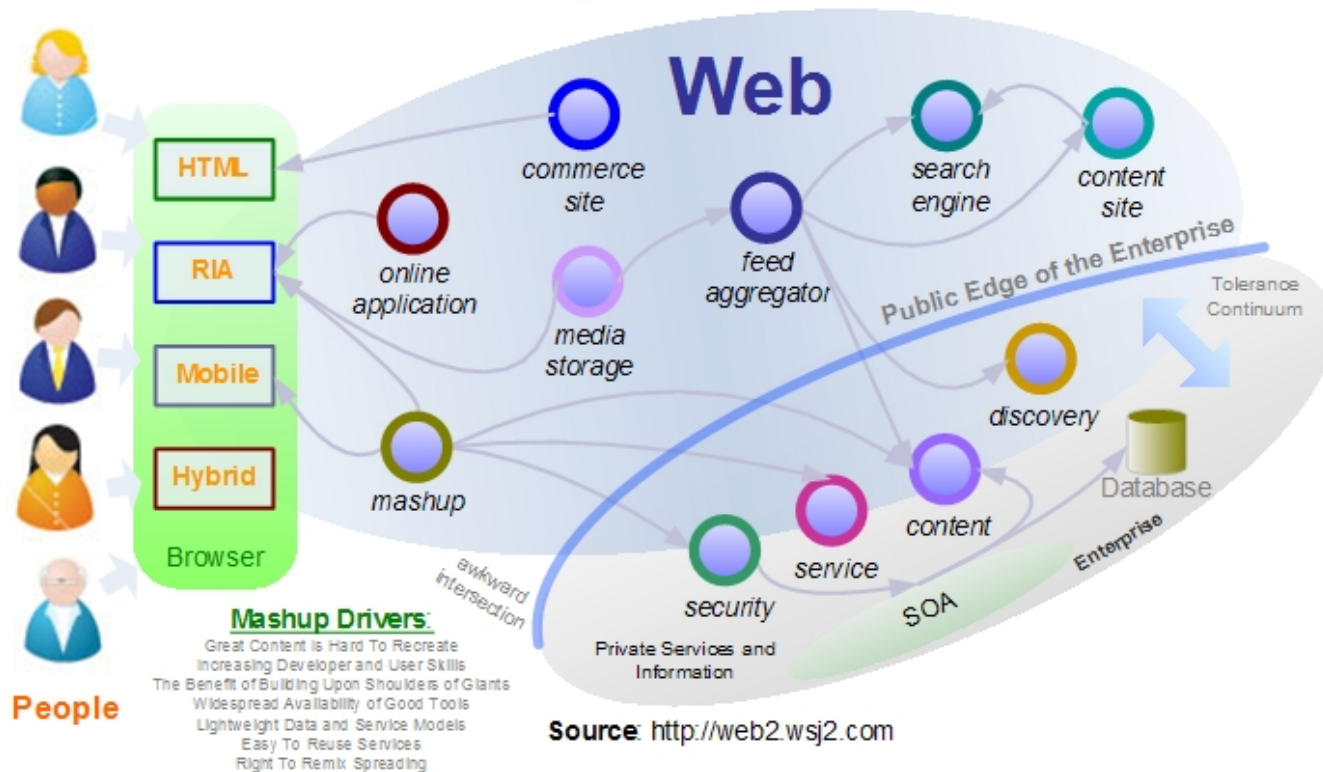 Web
HTML
RIA
Mobile
Hybrid
Browser
People
commerce
site
online
application
media
storage
feed
aggregator
search
engine
content
site
mashup
Public Edge of the Enterprise
Tolerance
Continuum
discovery
Database
content
service
security
Enterprise
SOA
awkward
intersection
Private Services and
Information
Mashup Drivers:
Great Content is Hard To Recreate
Increasing Developer and User Skills
The Benefit of Building Upon Shoulders of Giants
Widespread Availability of Good Tools
Lightweight Data and Service Models
Easy To Reuse Services
Right To Remix Spreading
Source: http://web2.wsj2.com